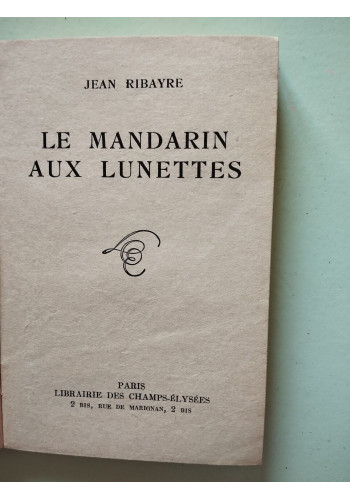 JEAN RIBAYRE
LE MANDARIN
AUX LUNETTES
PARIS
LIBRAIRIE DES CHAMPS-ÉLYSÉES
2 BIS, RUE DE MARIGNAN, 2 BIS